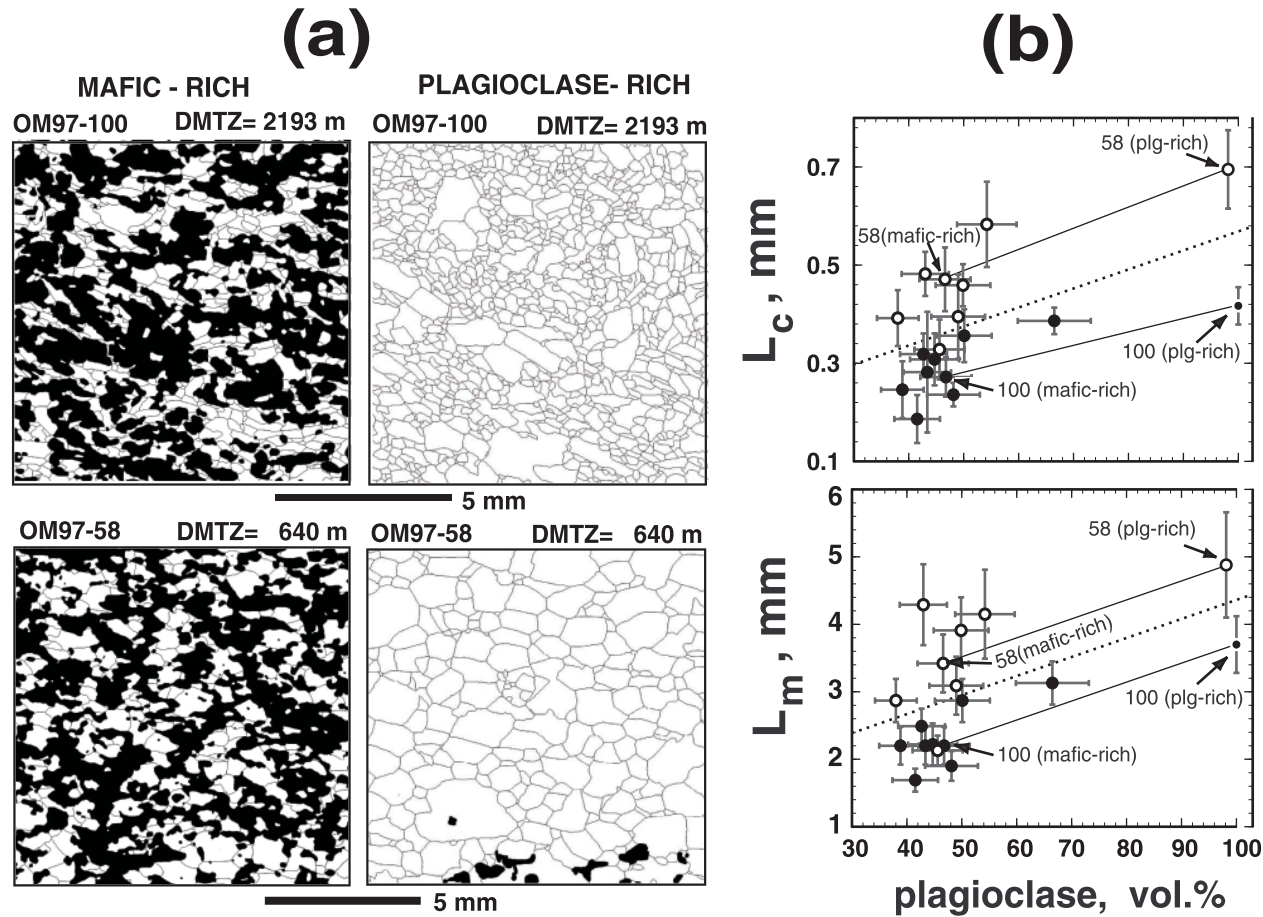 (a)
MAFIC - RICH
PLAGIOCLASE- RICH
OM97-100 DMTZ= 2193 m
OM97-100 DMTZ= 2193 m
5 mm
OM97-58 DMTZ= 640 m
OM97-58 DMTZ= 640 m
5 mm
(b)
Lc , mm
0.7
0.5
0.3
0.1
58 (plg-rich)
58(mafic-rich)
100 (plg-rich)
100 (mafic-rich)
Lm , mm
6
5
4
3
2
1
58 (plg-rich)
58(mafic-rich)
100 (plg-rich)
100 (mafic-rich)
30 40 50 60 70 80 90 100
plagioclase, vol.%